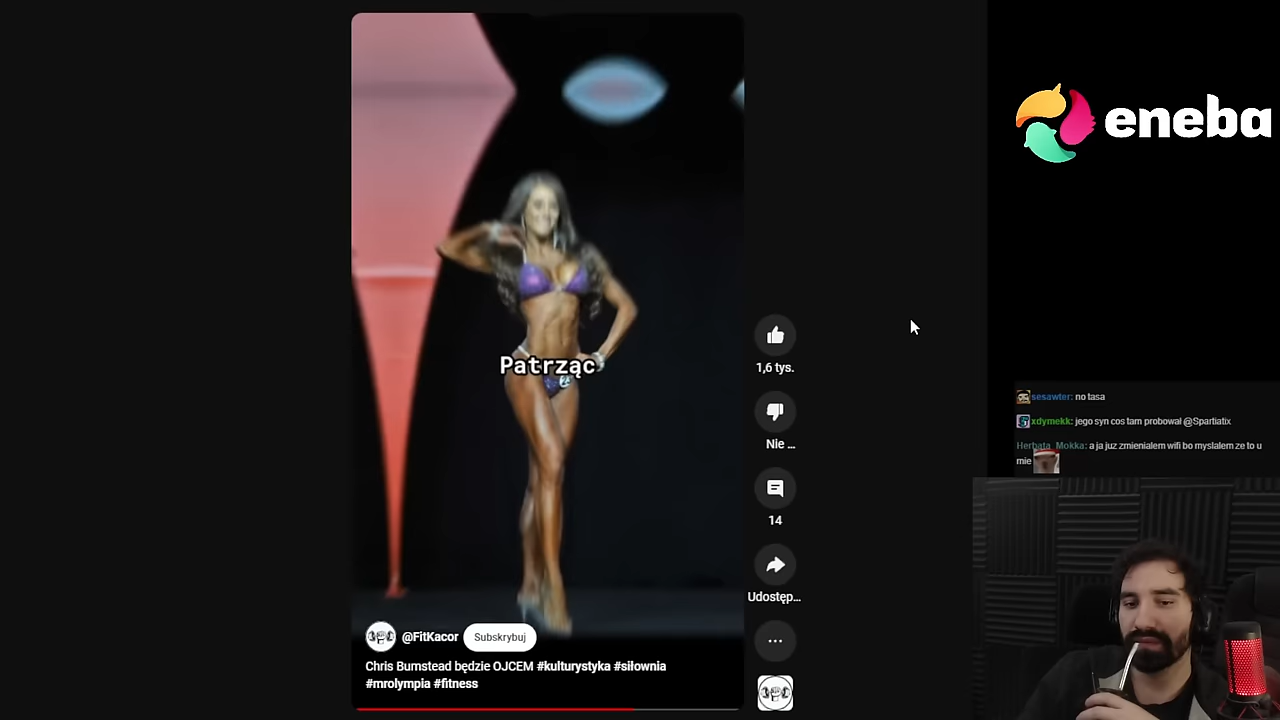 eneba
Patrząc
1,6 tys.
Nie ...
14
Udostęp...
...
@FitKacor
Subskrybuj
Chris Bumstead będzie OJCEM #kulturystyka #siłownia
#mrolympia #fitness
sesawter: no tasa
xdymekk: jego syn cos tam probowal @Spartiatix
Herbata_Mokka: a ja juz zmienialem wifi bo myslalem ze to u
mie